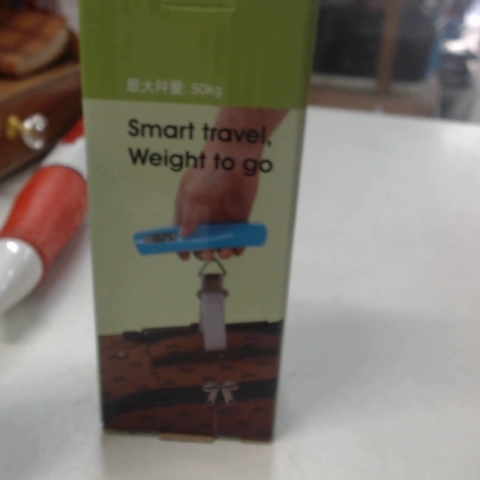 最大秤量: 50kg
Smart travel,
Weight to go